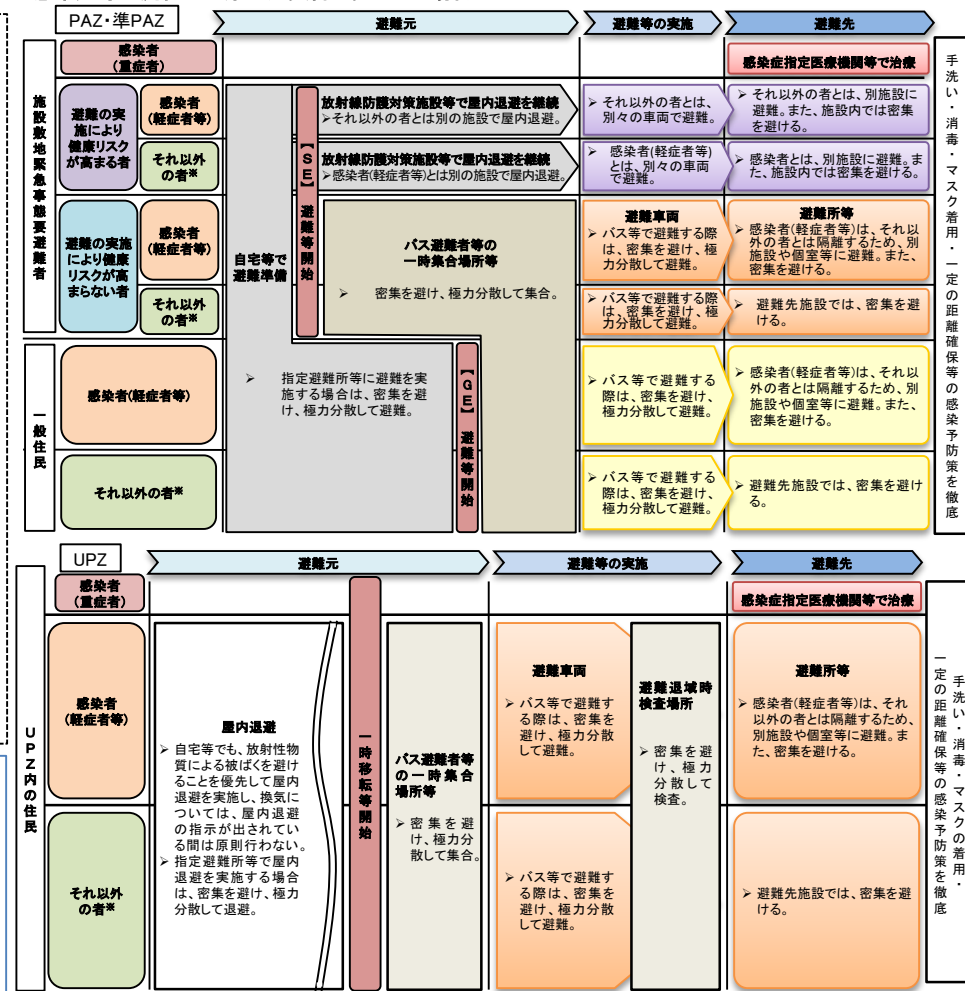 PAZ・準PAZ
避難元
避難等の実施
避難先
感染者
(重症者)
感染症指定医療機関等で治療
施設敷地緊急事態要避難者
避難の実
施により
健康リスク
が高まる者
感染者
(軽症者等)
放射線防護対策施設等で屋内退避を継続
➢それ以外の者とは別の施設で屋内退避。
➢ それ以外の者とは、
別々の車両で避難。
➢ それ以外の者とは、別施設に
避難。また、施設内では密集
を避ける。
それ以外
の者※
放射線防護対策施設等で屋内退避を継続
➢感染者(軽症者等)とは別の施設で屋内退避。
➢ 感染者(軽症者等)
とは、別々の車両
で避難。
➢ 感染者とは、別施設に避難。ま
た、施設内では密集を避ける。
自宅等で
避難準備
【SE】避難等開始
避難の実施
により健康
リスクが高
まらない者
感染者
(軽症者等)
バス避難者等の
一時集合場所等
➢ 密集を避け、極力分散して集合。
避難車両
➢ バス等で避難する際
は、密集を避け、極
力分散して避難。
避難所等
➢ 感染者(軽症者等)は、それ以
外の者とは隔離するため、別
施設や個室等に避難。また、
密集を避ける。
それ以外
の者※
➢ バス等で避難する際
は、密集を避け、極
力分散して避難。
➢ 避難先施設では、密集を避
ける。
一般住民
感染者(軽症者等)
➢ 指定避難所等に避難を実
施する場合は、密集を避
け、極力分散して避難。
【GE】避難等開始
➢ バス等で避難する
際は、密集を避け、
極力分散して避難。
➢ 感染者(軽症者等)は、それ以
外の者とは隔離するため、別
施設や個室等に避難。また、
密集を避ける。
それ以外の者※
➢ バス等で避難する
際は、密集を避け、
極力分散して避難。
➢ 避難先施設では、密集を避け
る。
手洗い・消毒・マスク着用・一定の距離確保等の感染予防策を徹底
UPZ
避難元
避難等の実施
避難先
感染者
(重症者)
感染症指定医療機関等で治療
UPZ内の住民
感染者
(軽症者等)
それ以外
の者※
屋内退避
➢ 自宅等でも、放射性物
質による被ばくを避け
ることを優先して屋内
退避を実施し、換気に
ついては、屋内退避
の指示が出されてい
る間は原則行わない。
➢ 指定避難所等で屋内
退避を実施する場合
は、密集を避け、極力
分散して退避。
一時移転等開始
バス避難者等
の一時集合
場所等
➢ 密集を避
け、極力分
散して集合。
避難車両
➢ バス等で避難す
る際は、密集を
避け、極力分散
して避難。
➢ バス等で避難す
る際は、密集を
避け、極力分散
して避難。
避難退域時
検査場所
➢ 密集を避
け、極力
分散して
検査。
避難所等
➢ 感染者(軽症者等)は、それ
以外の者とは隔離するため、
別施設や個室等に避難。ま
た、密集を避ける。
➢ 避難先施設では、密集を避
ける。
手洗い・消毒・マスクの着用・
一定の距離確保等の感染予防策を徹底